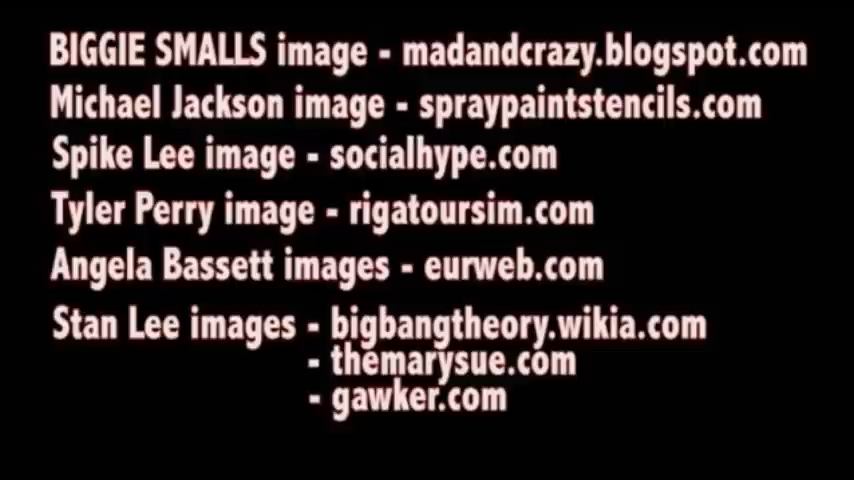 BIGGIE SMALLS image - madandcrazy.blogspot.com
Michael Jackson image - spraypaintstencils.com
Spike Lee image - socialhype.com
Tyler Perry image - rigatoursim.com
Angela Bassett images - eurweb.com
Stan Lee images - bigbangtheory.wikia.com
- themarysue.com
- gawker.com